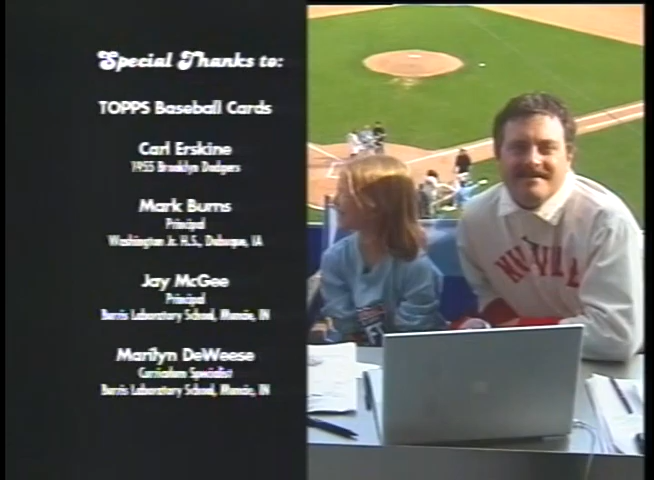 Special Thanks to:
TOPPS Baseball Cards
Carl Erskine
1955 Brooklyn Dodgers
Mark Burns
Principal
Washington Jr. H.S., Dubuque, IA
Jay McGee
Principal
Burris Laboratory School, Muncie, IN
Marilyn DeWeese
Curriculum Specialist
Burris Laboratory School, Muncie, IN